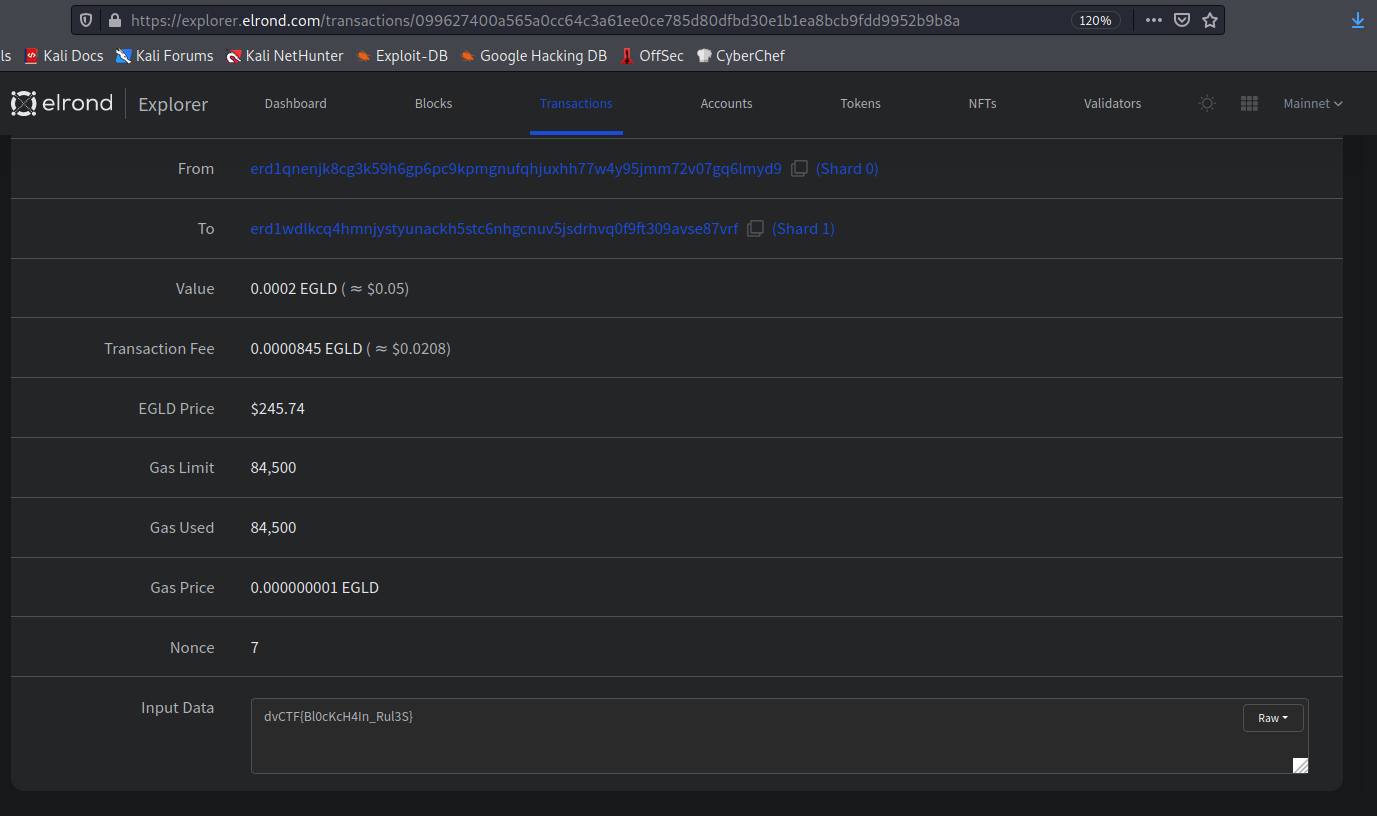 https://explorer.elrond.com/transactions/099627400a565a0cc64c3a61ee0ce785d80dfbd30e1b1ea8bcb9fdd9952b9b8a 120%
ls Kali Docs Kali Forums Kali NetHunter Exploit-DB Google Hacking DB OffSec CyberChef
elrond Explorer Dashboard Blocks Transactions Accounts Tokens NFTs Validators Mainnet
From erd1qnenjk8cg3k59h6gp6pc9kpmgnufqhjuxhh77w4y95jmm72v07gq6lmyd9 (Shard 0)
To erd1wdlkcq4hmnjystyunackh5stc6nhgcnuv5jsdrhvq0f9ft309avse87vrf (Shard 1)
Value 0.0002 EGLD (≈ $0.05)
Transaction Fee 0.0000845 EGLD (≈ $0.0208)
EGLD Price $245.74
Gas Limit 84,500
Gas Used 84,500
Gas Price 0.000000001 EGLD
Nonce 7
Input Data dvCTF{Bl0cKcH4In_Rul3S} Raw